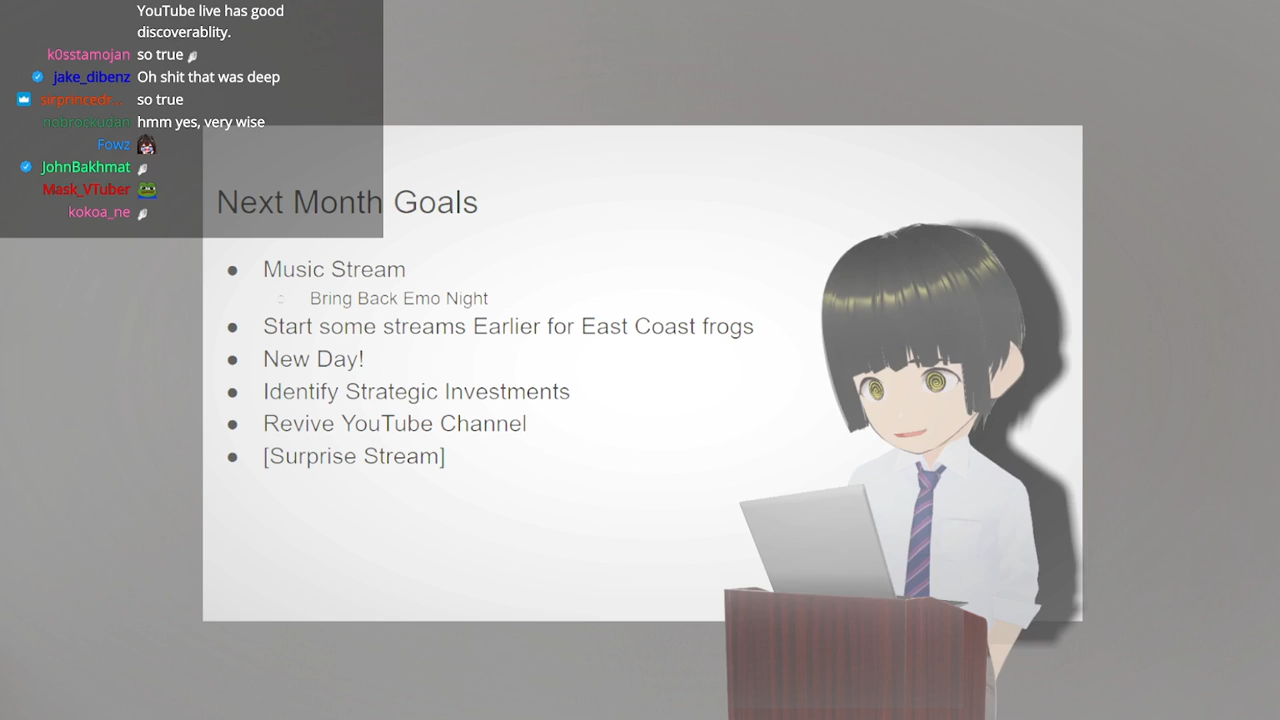 YouTube live has good
discoverablity.
k0sstamojan so true
jake_dibenz Oh shit that was deep
sirprincedr... so true
nobrockudan hmm yes, very wise
Fowz
JohnBakhmat
Mask_VTuber
kokoa_ne
Next Month Goals
● Music Stream
○ Bring Back Emo Night
● Start some streams Earlier for East Coast frogs
● New Day!
● Identify Strategic Investments
● Revive YouTube Channel
● [Surprise Stream]